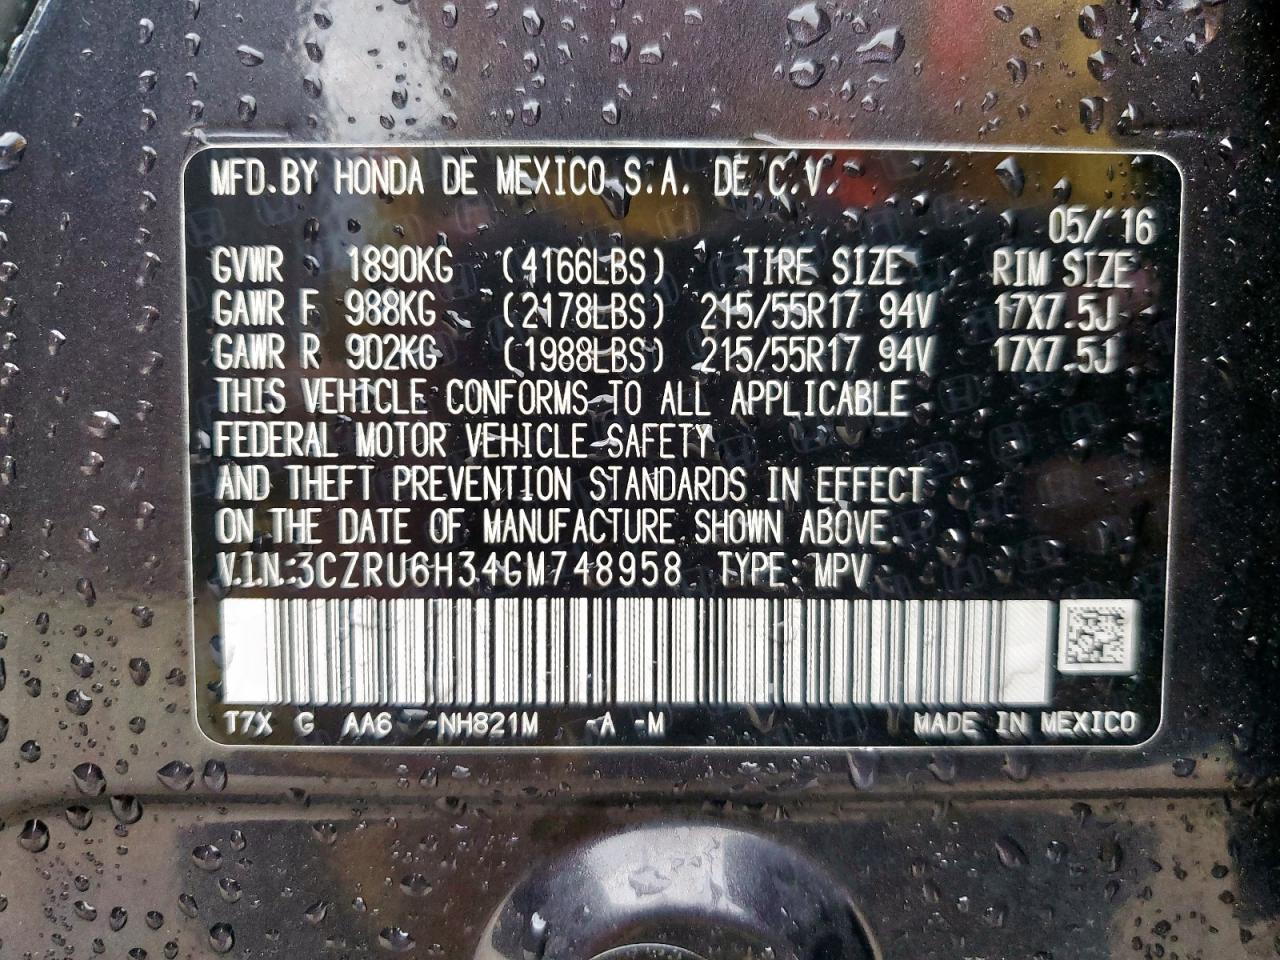 MFD.BY HONDA DE MEXICO S.A. DE C.V.
05/'16
GVWR 1890KG (4166LBS) TIRE SIZE RIM SIZE
GAWR F 988KG (2178LBS) 215/55R17 94V 17X7.5J
GAWR R 902KG (1988LBS) 215/55R17 94V 17X7.5J
THIS VEHICLE CONFORMS TO ALL APPLICABLE
FEDERAL MOTOR VEHICLE SAFETY
AND THEFT PREVENTION STANDARDS IN EFFECT
ON THE DATE OF MANUFACTURE SHOWN ABOVE.
V.I.N.:3CZRU6H34GM748958 TYPE: MPV
T7X G AA6 -NH821M -A -M MADE IN MEXICO